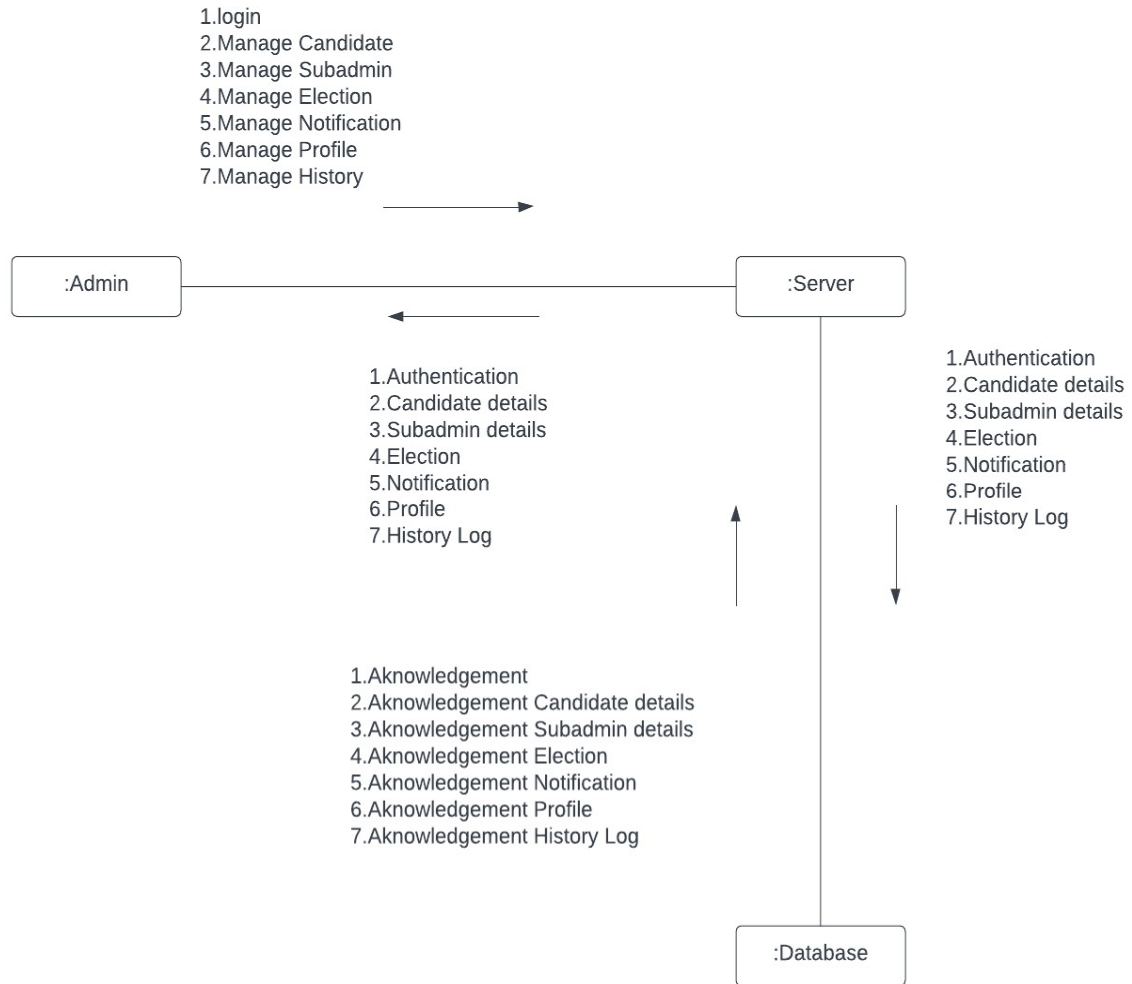 1.login
2.Manage Candidate
3.Manage Subadmin
4.Manage Election
5.Manage Notification
6.Manage Profile
7.Manage History
:Admin
:Server
1.Authentication
2.Candidate details
3.Subadmin details
4.Election
5.Notification
6.Profile
7.History Log
1.Authentication
2.Candidate details
3.Subadmin details
4.Election
5.Notification
6.Profile
7.History Log
1.Aknowledgement
2.Aknowledgement Candidate details
3.Aknowledgement Subadmin details
4.Aknowledgement Election
5.Aknowledgement Notification
6.Aknowledgement Profile
7.Aknowledgement History Log
:Database